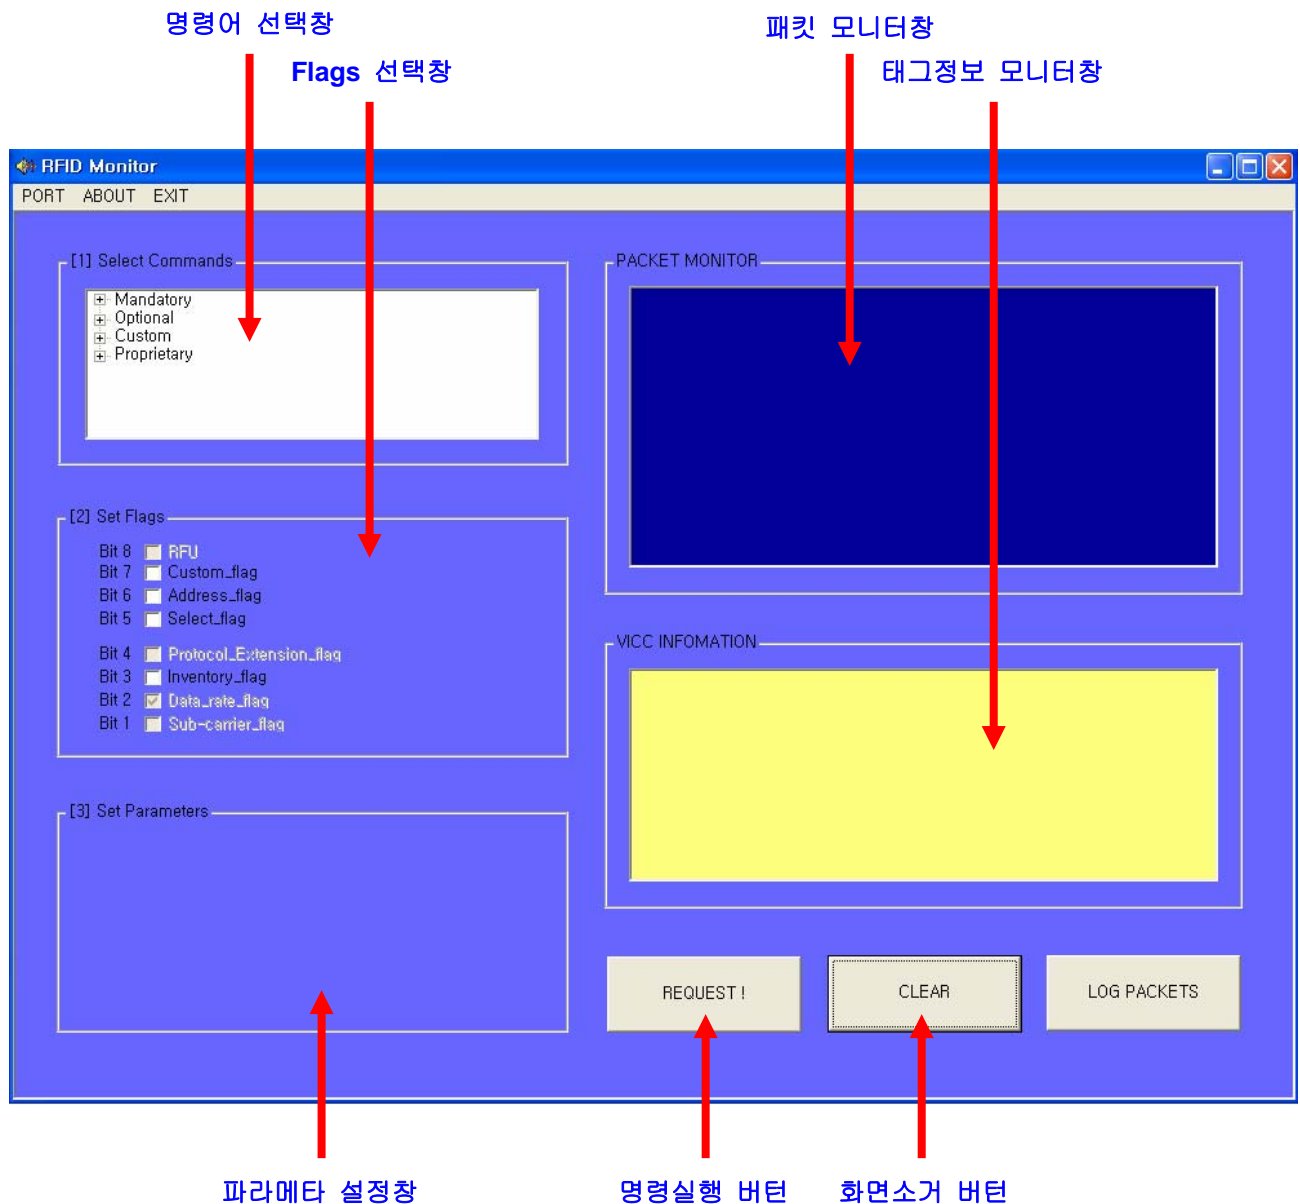 명령어 선택창
패킷 모니터창
Flags 선택창
태그정보 모니터창
RFID Monitor
PORT ABOUT EXIT
[1] Select Commands
Mandatory
Optional
Custom
Proprietary
PACKET MONITOR
[2] Set Flags
Bit 8 RFU
Bit 7 Custom_flag
Bit 6 Address_flag
Bit 5 Select_flag
Bit 4 Protocol_Extension_flag
Bit 3 Inventory_flag
Bit 2 Data_rate_flag
Bit 1 Sub-carrier_flag
VICC INFOMATION
[3] Set Parameters
REQUEST !
CLEAR
LOG PACKETS
파라메타 설정창
명령실행 버턴
화면소거 버턴